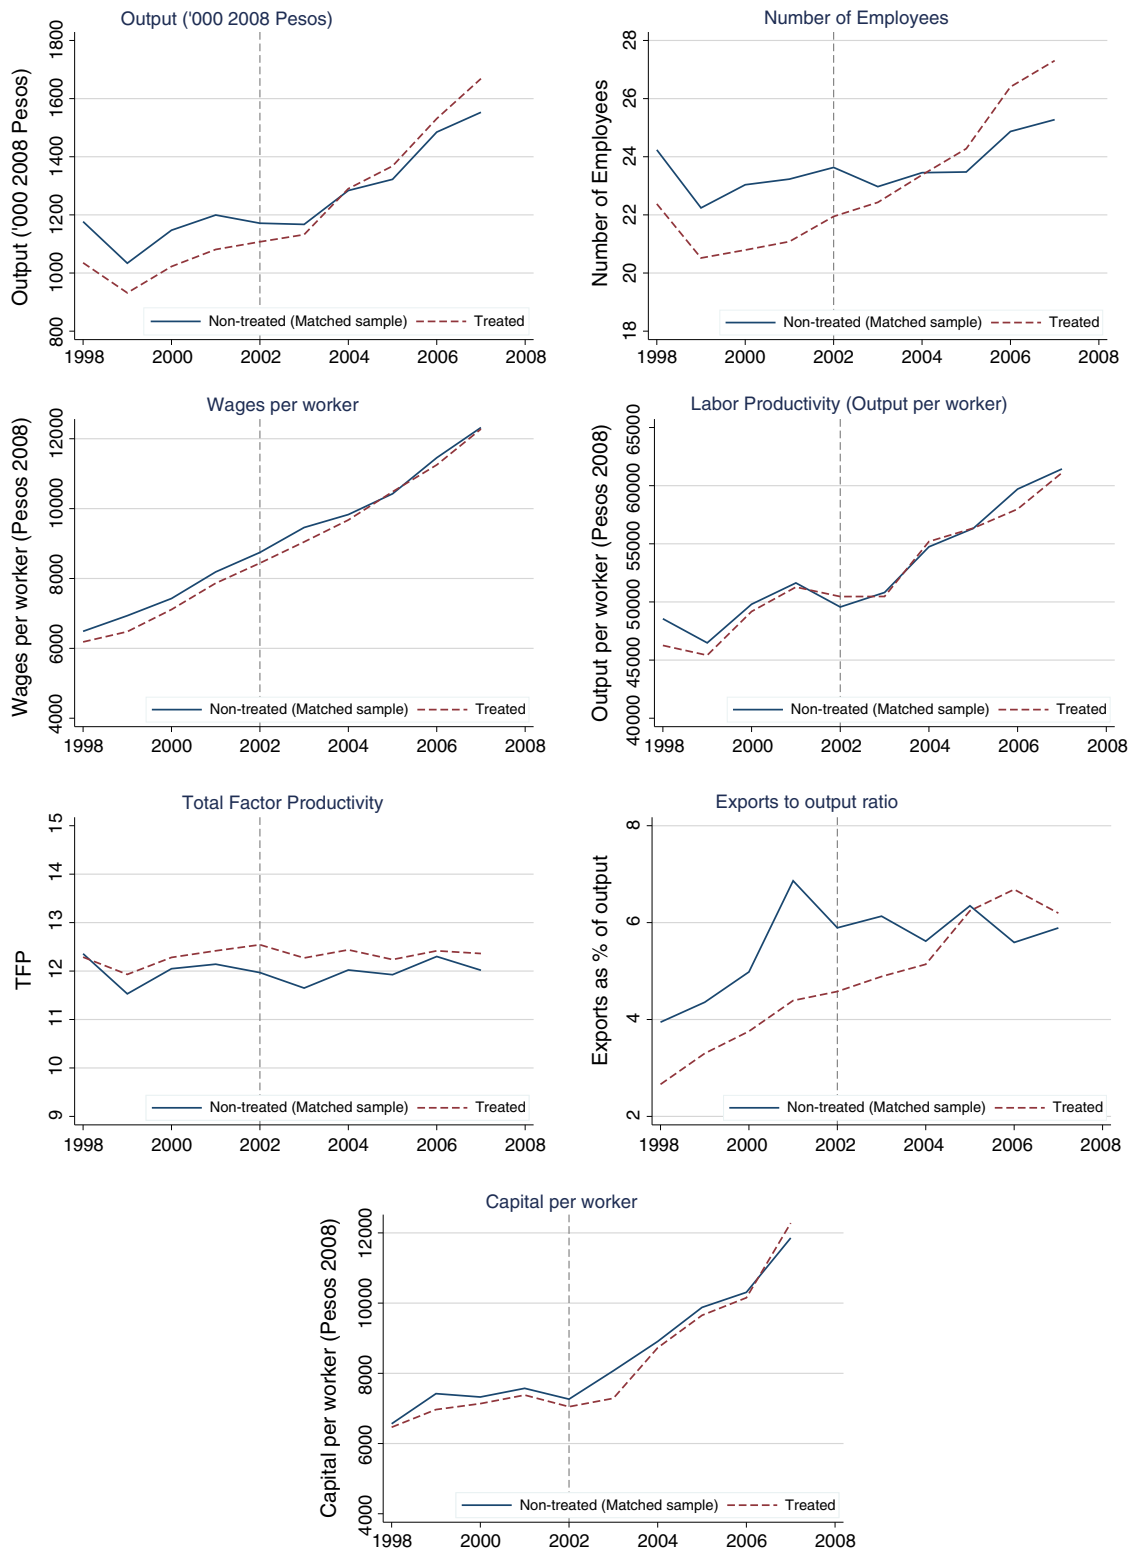 Output ('000 2008 Pesos)
Output ('000 2008 Pesos)
1800
1600
1400
1200
1000
800
Non-treated (Matched sample) Treated
1998 2000 2002 2004 2006 2008
Number of Employees
Number of Employees
28
26
24
22
20
18
Non-treated (Matched sample) Treated
1998 2000 2002 2004 2006 2008
Wages per worker
Wages per worker (Pesos 2008)
12000
10000
8000
6000
4000
Non-treated (Matched sample) Treated
1998 2000 2002 2004 2006 2008
Labor Productivity (Output per worker)
Output per worker (Pesos 2008)
65000
60000
55000
50000
45000
40000
Non-treated (Matched sample) Treated
1998 2000 2002 2004 2006 2008
Total Factor Productivity
TFP
15
14
13
12
11
10
9
Non-treated (Matched sample) Treated
1998 2000 2002 2004 2006 2008
Exports to output ratio
Exports as % of output
8
6
4
2
Non-treated (Matched sample) Treated
1998 2000 2002 2004 2006 2008
Capital per worker
Capital per worker (Pesos 2008)
12000
10000
8000
6000
4000
Non-treated (Matched sample) Treated
1998 2000 2002 2004 2006 2008